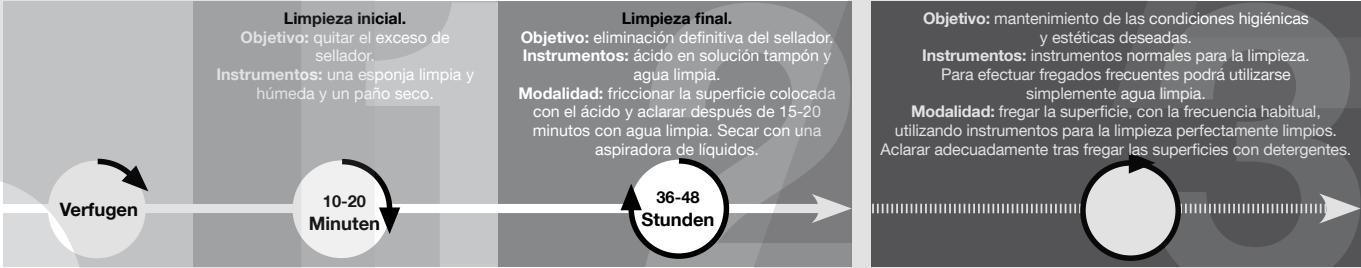 Verfugen
1
Limpieza inicial.
Objetivo: quitar el exceso de
sellador.
Instrumentos: una esponja limpia y
húmeda y un paño seco.
10-20
Minuten
2
Limpieza final.
Objetivo: eliminación definitiva del sellador.
Instrumentos: ácido en solución tampón y
agua limpia.
Modalidad: friccionar la superficie colocada
con el ácido y aclarar después de 15-20
minutos con agua limpia. Secar con una
aspiradora de líquidos.
36-48
Stunden
3
Objetivo: mantenimiento de las condiciones higiénicas
y estéticas deseadas.
Instrumentos: instrumentos normales para la limpieza.
Para efectuar fregados frecuentes podrá utilizarse
simplemente agua limpia.
Modalidad: fregar la superficie, con la frecuencia habitual,
utilizando instrumentos para la limpieza perfectamente limpios.
Aclarar adecuadamente tras fregar las superficies con detergentes.